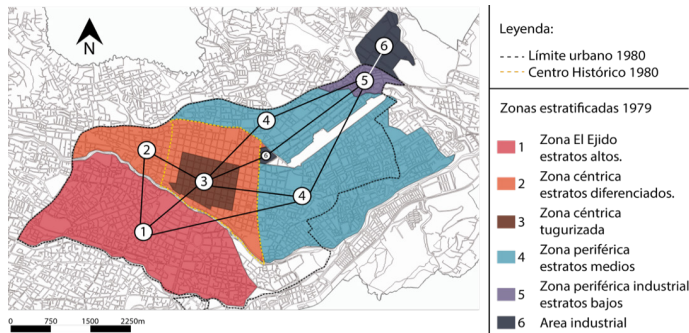 N
6
5
4
2
6
3
4
1
0 750 1500 2250m
Leyenda:
Límite urbano 1980
Centro Histórico 1980
Zonas estratificadas 1979
1 Zona El Ejido
estratos altos.
2 Zona céntrica
estratos diferenciados.
3 Zona céntrica
tugurizada
4 Zona periférica
estratos medios
5 Zona periférica industrial
estratos bajos
6 Area industrial